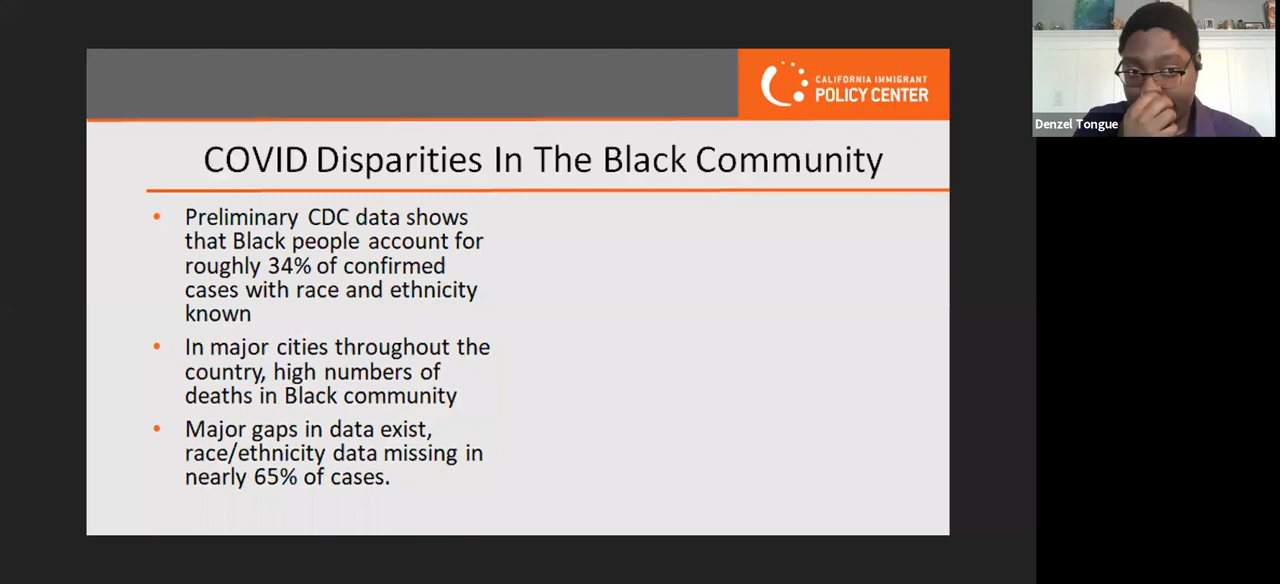 CALIFORNIA IMMIGRANT
POLICY CENTER
Denzel Tongue
COVID Disparities In The Black Community
• Preliminary CDC data shows
that Black people account for
roughly 34% of confirmed
cases with race and ethnicity
known
• In major cities throughout the
country, high numbers of
deaths in Black community
• Major gaps in data exist,
race/ethnicity data missing in
nearly 65% of cases.